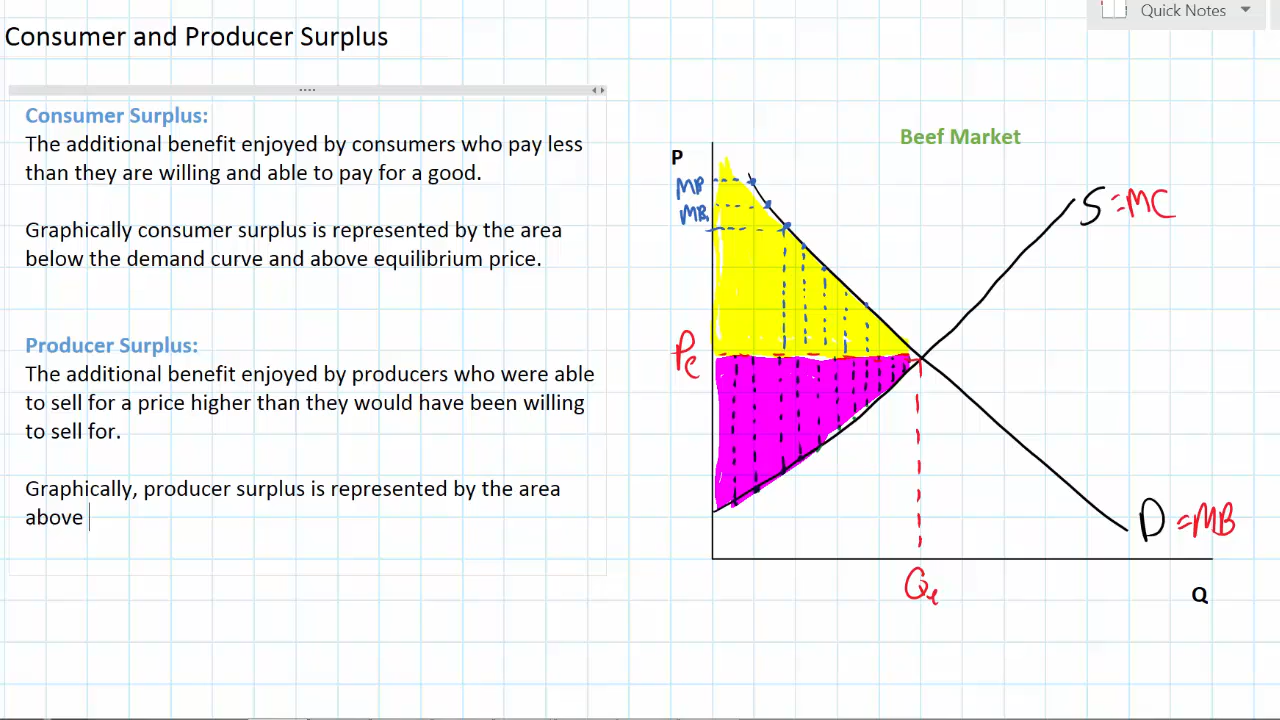 Quick Notes
Consumer and Producer Surplus
Consumer Surplus:
The additional benefit enjoyed by consumers who pay less
than they are willing and able to pay for a good.
Graphically consumer surplus is represented by the area
below the demand curve and above equilibrium price.
Producer Surplus:
The additional benefit enjoyed by producers who were able
to sell for a price higher than they would have been willing
to sell for.
Graphically, producer surplus is represented by the area
above
Beef Market
P
MB
MB
S=MC
Pe
D=MB
Qe
Q